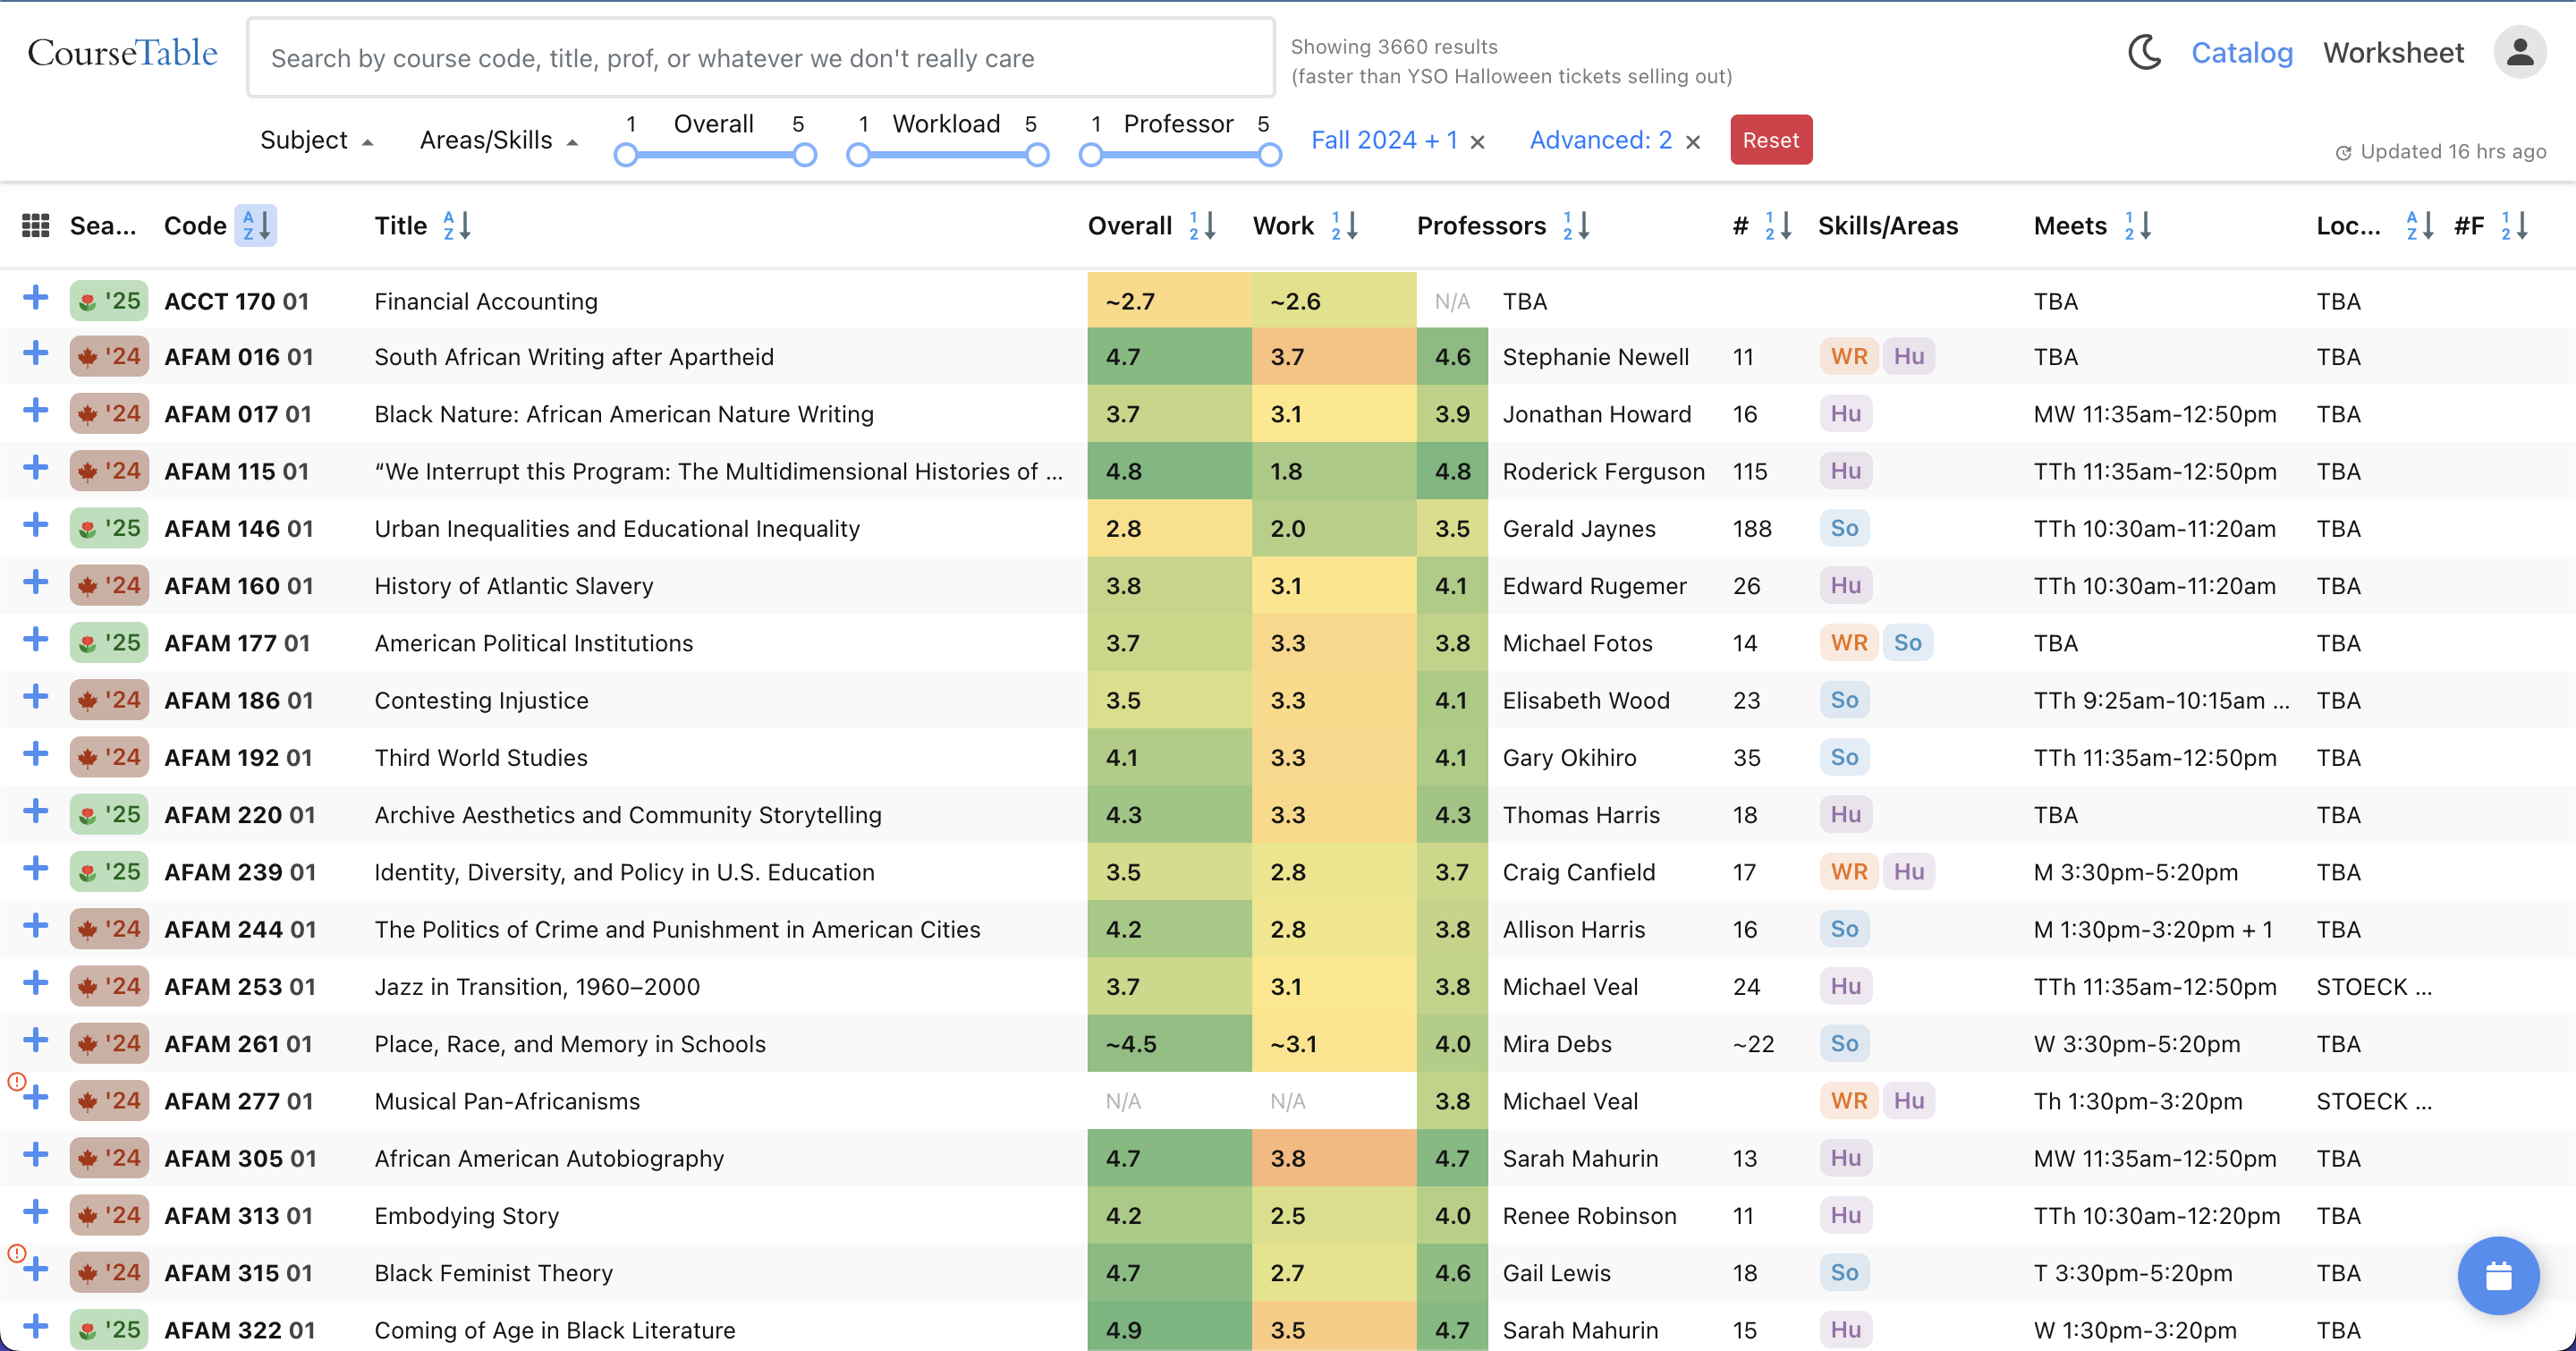 CourseTable
Search by course code, title, prof, or whatever we don't really care
Showing 3660 results
(faster than YSO Halloween tickets selling out)
Catalog
Worksheet
Subject
Areas/Skills
1 Overall 5
1 Workload 5
1 Professor 5
Fall 2024 + 1 ×
Advanced: 2 ×
Reset
Updated 16 hrs ago
Sea... Code Title Overall Work Professors # Skills/Areas Meets Loc... #F
'25 ACCT 170 01 Financial Accounting ~2.7 ~2.6 N/A TBA TBA TBA
'24 AFAM 016 01 South African Writing after Apartheid 4.7 3.7 4.6 Stephanie Newell 11 WR Hu TBA TBA
'24 AFAM 017 01 Black Nature: African American Nature Writing 3.7 3.1 3.9 Jonathan Howard 16 Hu MW 11:35am-12:50pm TBA
'24 AFAM 115 01 “We Interrupt this Program: The Multidimensional Histories of ... 4.8 1.8 4.8 Roderick Ferguson 115 Hu TTh 11:35am-12:50pm TBA
'25 AFAM 146 01 Urban Inequalities and Educational Inequality 2.8 2.0 3.5 Gerald Jaynes 188 So TTh 10:30am-11:20am TBA
'24 AFAM 160 01 History of Atlantic Slavery 3.8 3.1 4.1 Edward Rugemer 26 Hu TTh 10:30am-11:20am TBA
'25 AFAM 177 01 American Political Institutions 3.7 3.3 3.8 Michael Fotos 14 WR So TBA TBA
'24 AFAM 186 01 Contesting Injustice 3.5 3.3 4.1 Elisabeth Wood 23 So TTh 9:25am-10:15am ... TBA
'24 AFAM 192 01 Third World Studies 4.1 3.3 4.1 Gary Okihiro 35 So TTh 11:35am-12:50pm TBA
'25 AFAM 220 01 Archive Aesthetics and Community Storytelling 4.3 3.3 4.3 Thomas Harris 18 Hu TBA TBA
'25 AFAM 239 01 Identity, Diversity, and Policy in U.S. Education 3.5 2.8 3.7 Craig Canfield 17 WR Hu M 3:30pm-5:20pm TBA
'24 AFAM 244 01 The Politics of Crime and Punishment in American Cities 4.2 2.8 3.8 Allison Harris 16 So M 1:30pm-3:20pm + 1 TBA
'24 AFAM 253 01 Jazz in Transition, 1960–2000 3.7 3.1 3.8 Michael Veal 24 Hu TTh 11:35am-12:50pm STOECK ...
'24 AFAM 261 01 Place, Race, and Memory in Schools ~4.5 ~3.1 4.0 Mira Debs ~22 So W 3:30pm-5:20pm TBA
'24 AFAM 277 01 Musical Pan-Africanisms N/A N/A 3.8 Michael Veal WR Hu Th 1:30pm-3:20pm STOECK ...
'24 AFAM 305 01 African American Autobiography 4.7 3.8 4.7 Sarah Mahurin 13 Hu MW 11:35am-12:50pm TBA
'24 AFAM 313 01 Embodying Story 4.2 2.5 4.0 Renee Robinson 11 Hu TTh 10:30am-12:20pm TBA
'24 AFAM 315 01 Black Feminist Theory 4.7 2.7 4.6 Gail Lewis 18 So T 3:30pm-5:20pm TBA
'25 AFAM 322 01 Coming of Age in Black Literature 4.9 3.5 4.7 Sarah Mahurin 15 Hu W 1:30pm-3:20pm TBA